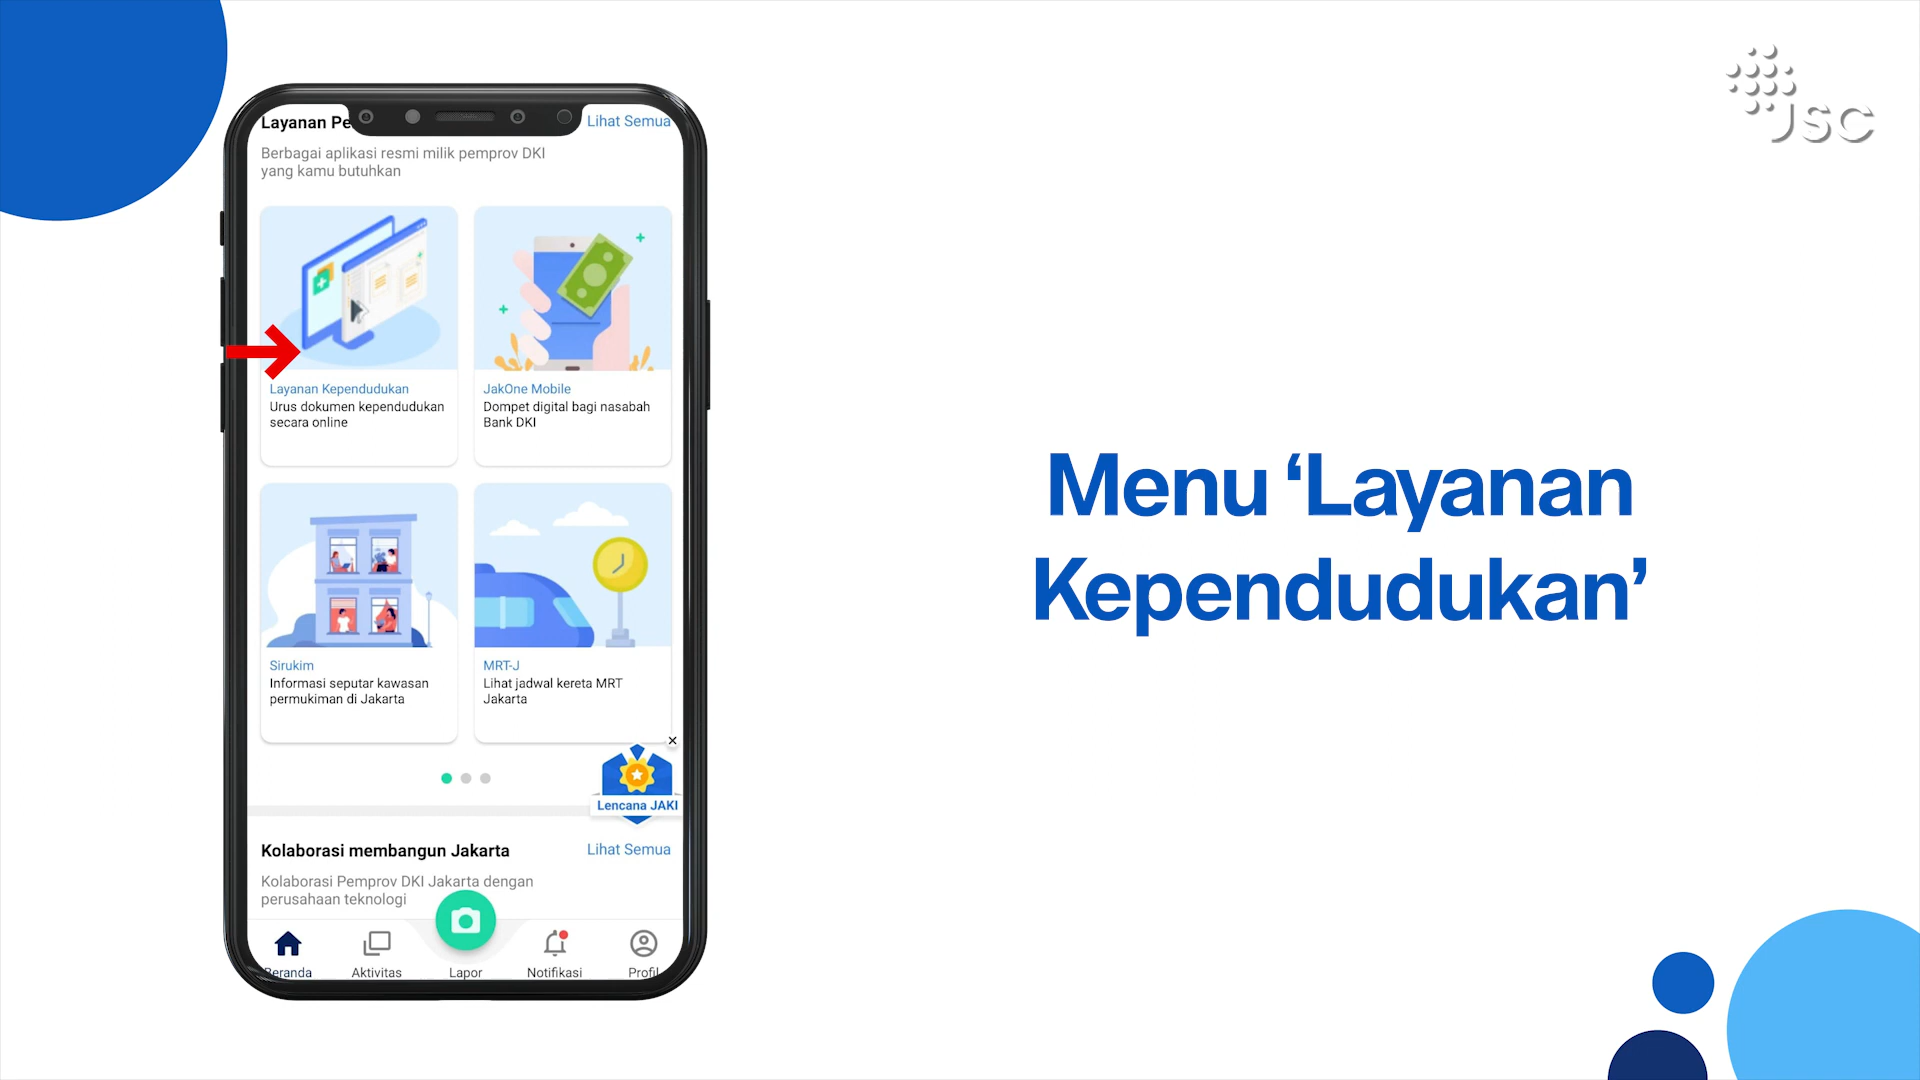 JSC
Layanan Pe
Lihat Semua
Berbagai aplikasi resmi milik pemprov DKI
yang kamu butuhkan
Layanan Kependudukan
Urus dokumen kependudukan
secara online
JakOne Mobile
Dompet digital bagi nasabah
Bank DKI
Sirukim
Informasi seputar kawasan
permukiman di Jakarta
MRT-J
Lihat jadwal kereta MRT
Jakarta
Lencana JAKI
Kolaborasi membangun Jakarta
Lihat Semua
Kolaborasi Pemprov DKI Jakarta dengan
perusahaan teknologi
Beranda
Aktivitas
Lapor
Notifikasi
Profil
Menu ‘Layanan
Kependudukan’